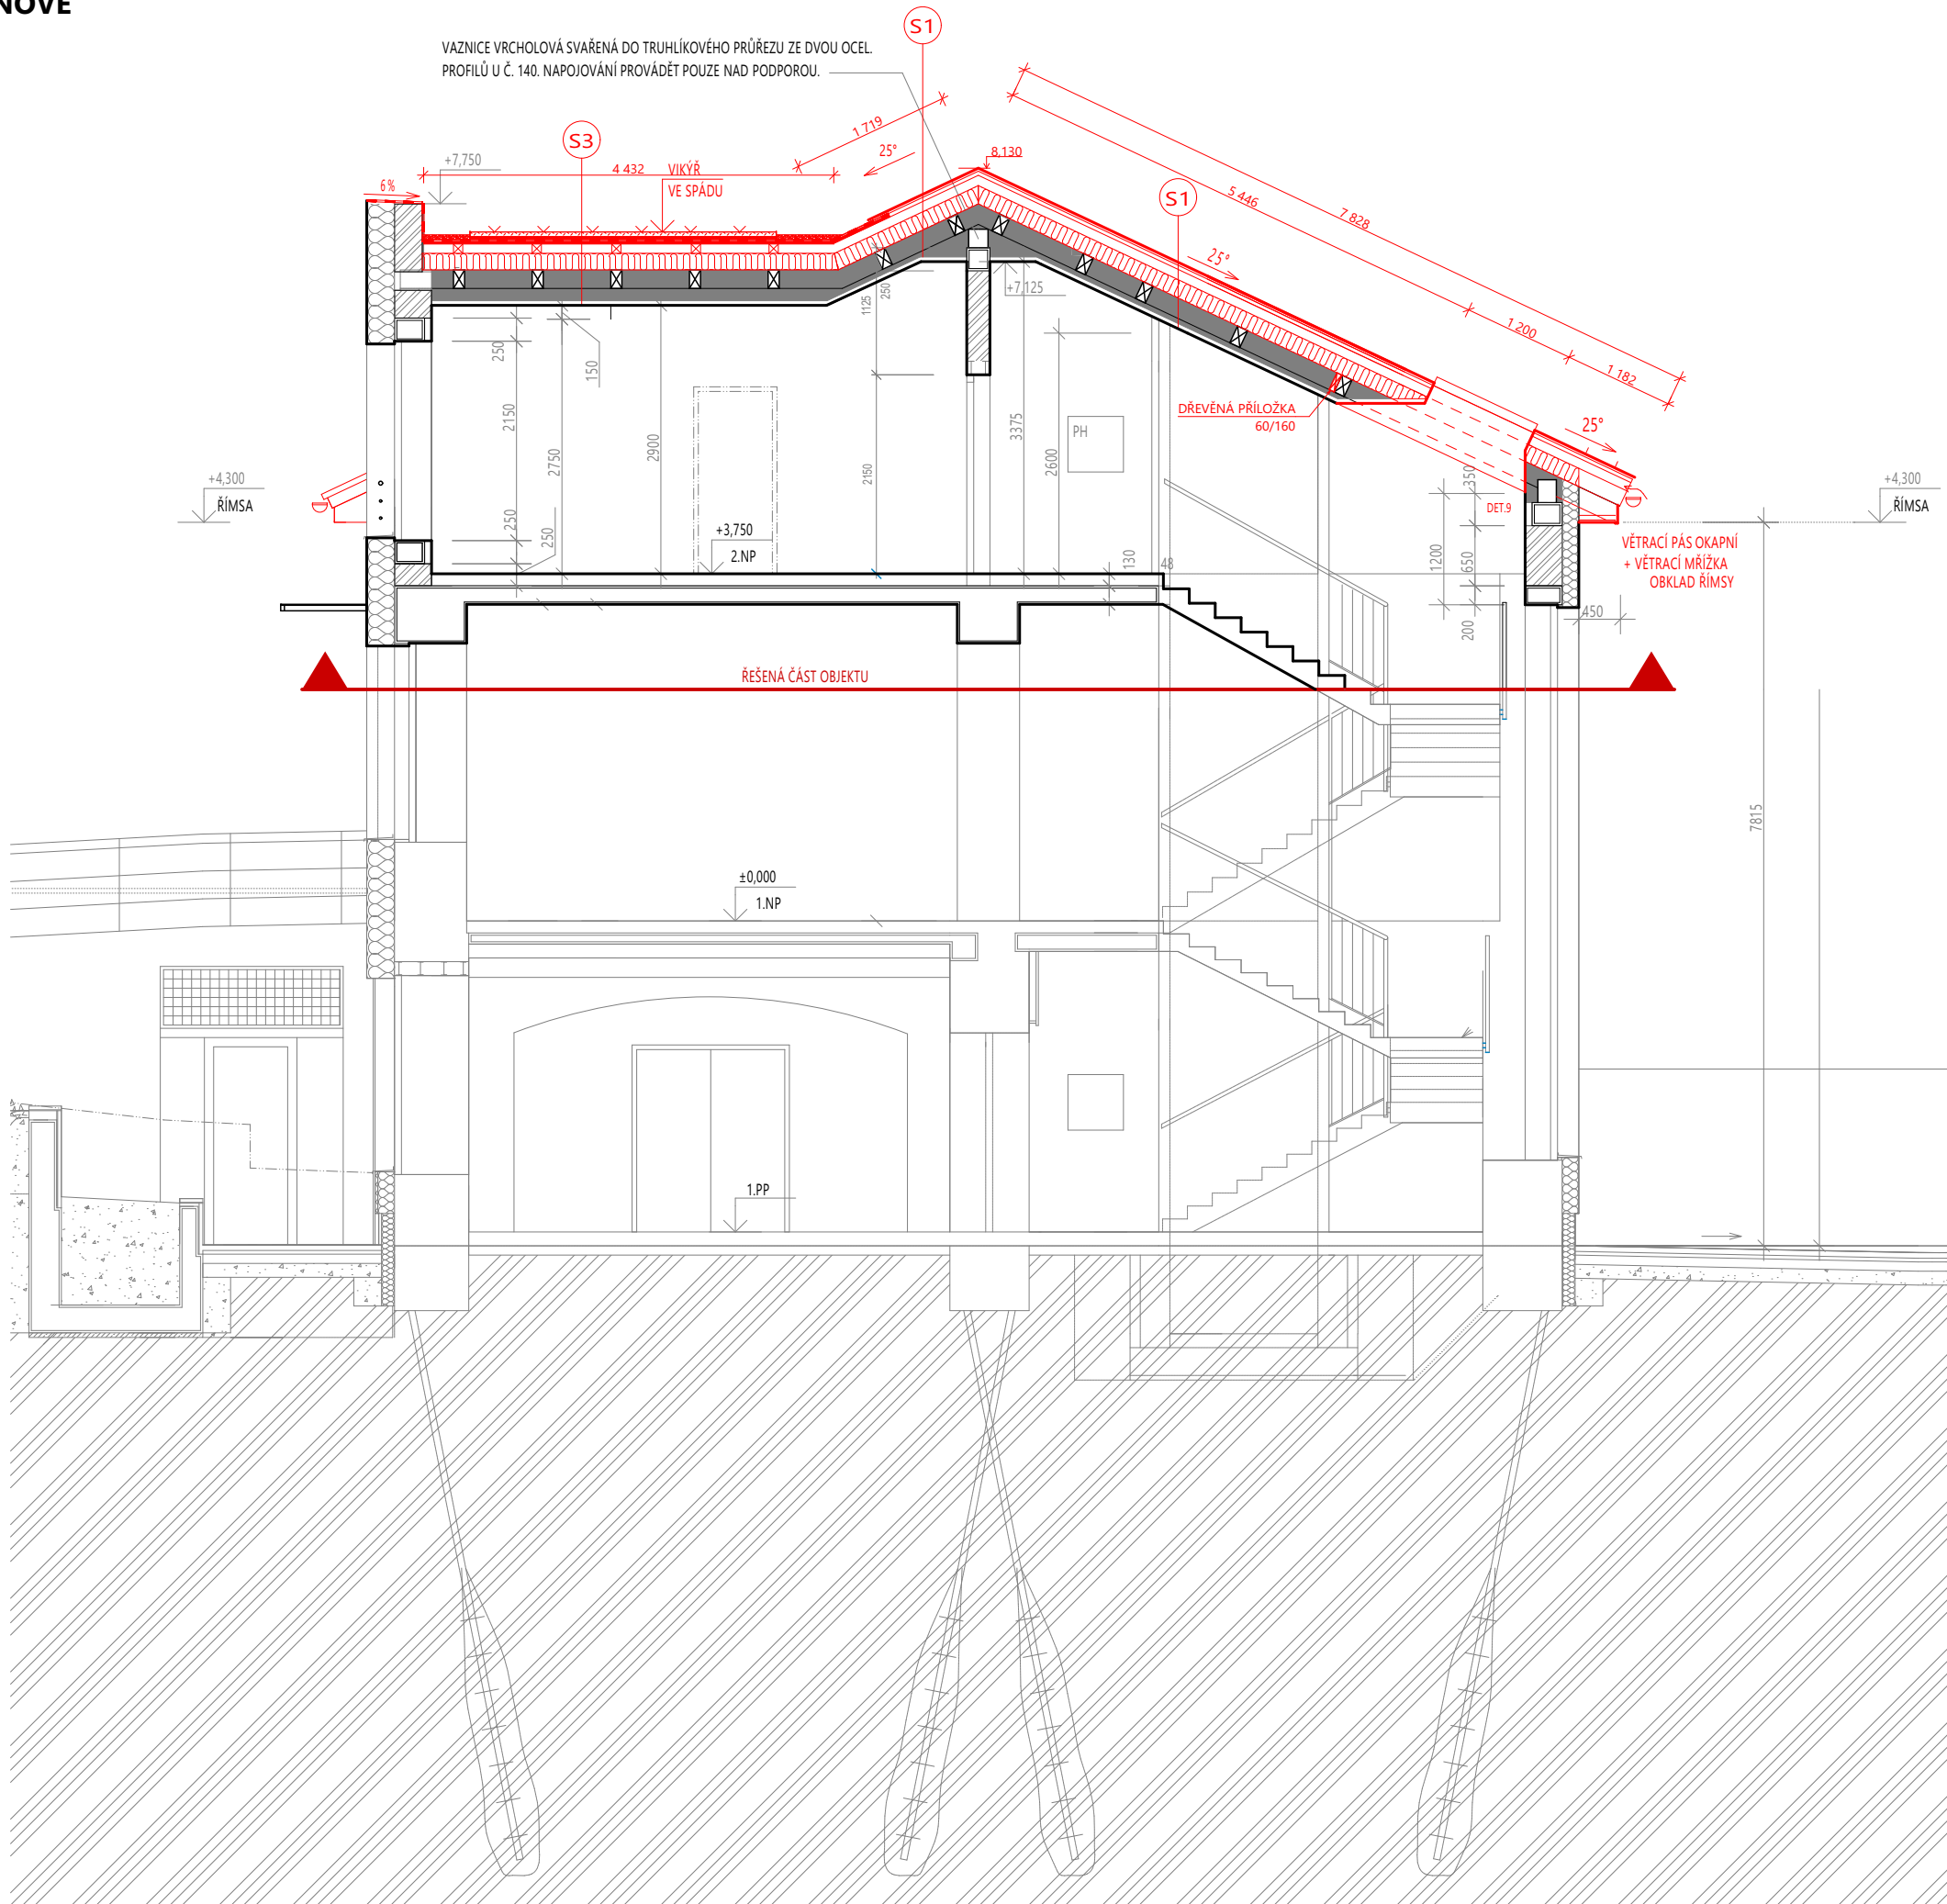 NOVÉ
VAZNICE VRCHOLOVÁ SVAŘENÁ DO TRUHLÍKOVÉHO PRŮŘEZU ZE DVOU OCEL.
PROFILŮ U Č. 140. NAPOJOVÁNÍ PROVÁDĚT POUZE NAD PODPOROU.
S1
S3
1 719
25°
8,130
+7,750
6%
4 432
VIKÝŘ
VE SPÁDU
S1
5 446
7 828
25°
1 200
1 182
25°
+7,125
1125
250
250
150
2150
2750
2900
2150
3375
2600
PH
DŘEVĚNÁ PŘÍLOŽKA
60/160
+4,300
ŘÍMSA
250
250
+3,750
2.NP
130
48
DET.9
350
1200
650
200
450
+4,300
ŘÍMSA
VĚTRACÍ PÁS OKAPNÍ
+ VĚTRACÍ MŘÍŽKA
OBKLAD ŘÍMSY
ŘEŠENÁ ČÁST OBJEKTU
7815
±0,000
1.NP
1.PP